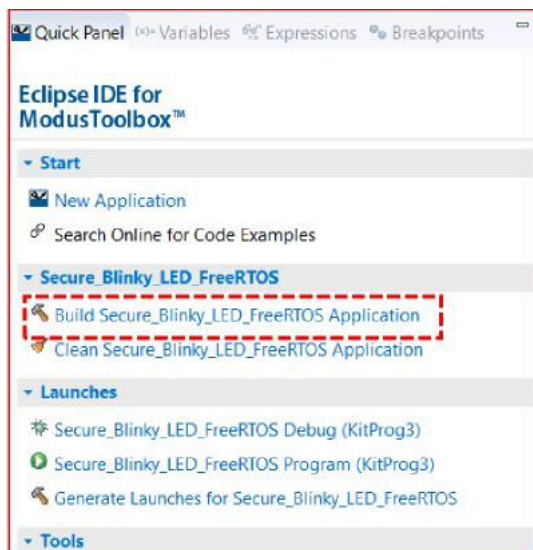 Quick Panel (x)= Variables Expressions Breakpoints
Eclipse IDE for
ModusToolbox™
Start
New Application
Search Online for Code Examples
Secure_Blinky_LED_FreeRTOS
Build Secure_Blinky_LED_FreeRTOS Application
Clean Secure_Blinky_LED_FreeRTOS Application
Launches
Secure_Blinky_LED_FreeRTOS Debug (KitProg3)
Secure_Blinky_LED_FreeRTOS Program (KitProg3)
Generate Launches for Secure_Blinky_LED_FreeRTOS
Tools